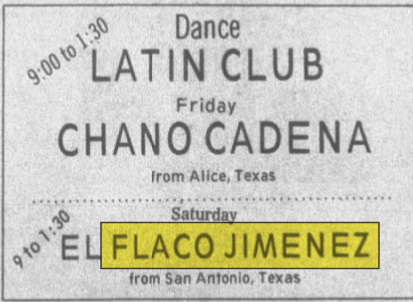 9:00 to 1:30
Dance
LATIN CLUB
Friday
CHANO CADENA
from Alice, Texas
9 to 1:30
Saturday
EL FLACO JIMENEZ
from San Antonio, Texas